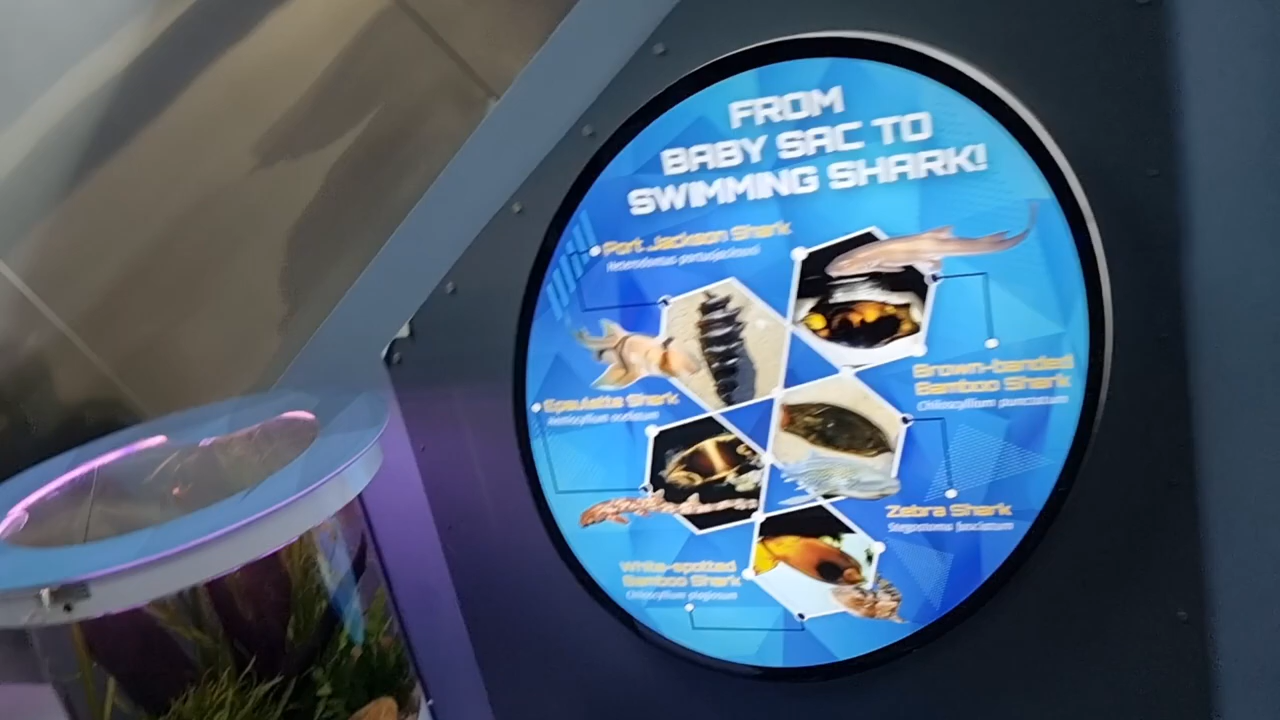 FROM
BABY SAC TO
SWIMMING SHARK!
Port Jackson Shark
Heterodontus portusjacksoni
Brown-banded
Bamboo Shark
Chiloscyllium punctatum
Epaulette Shark
Hemiscyllium ocellatum
Zebra Shark
Stegostoma fasciatum
White-spotted
Bamboo Shark
Chiloscyllium plagiosum